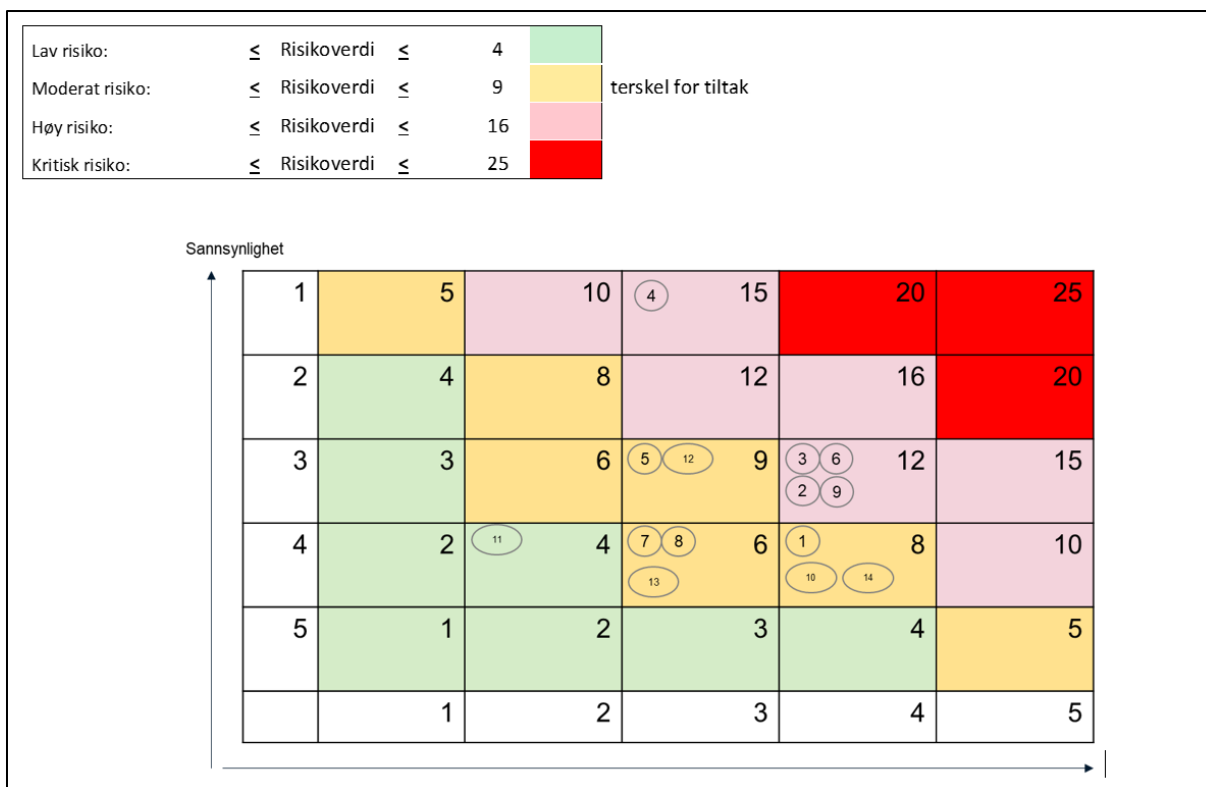 Lav risiko: ≤ Risikoverdi ≤ 4
Moderat risiko: ≤ Risikoverdi ≤ 9 terskel for tiltak
Høy risiko: ≤ Risikoverdi ≤ 16
Kritisk risiko: ≤ Risikoverdi ≤ 25
Sannsynlighet
1 5 10 4 15 20 25
2 4 8 12 16 20
3 3 6 5 12 9 3 6 12 15
2 9
4 2 11 4 7 8 6 1 8 10
13 10 14
5 1 2 3 4 5
1 2 3 4 5